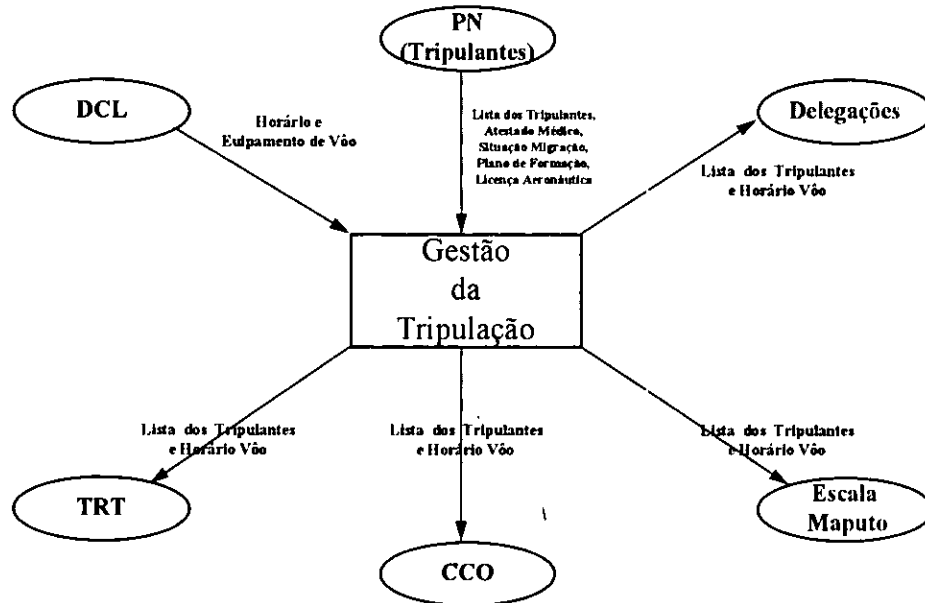 PN
(Tripulantes)
DCL
Delegações
Horário e
Eulpamento de Vôo
Lista dos Tripulantes,
Atestado Médico,
Situação Migração,
Plano de Formação,
Licença Aeronáutica
Lista dos Tripulantes
e Horário Vôo
Gestão
da
Tripulação
Lista dos Tripulantes
e Horário Vôo
Lista dos Tripulantes
e Horário Vôo
Lista dos Tripulantes
e Horário Vôo
TRT
CCO
Escala
Maputo